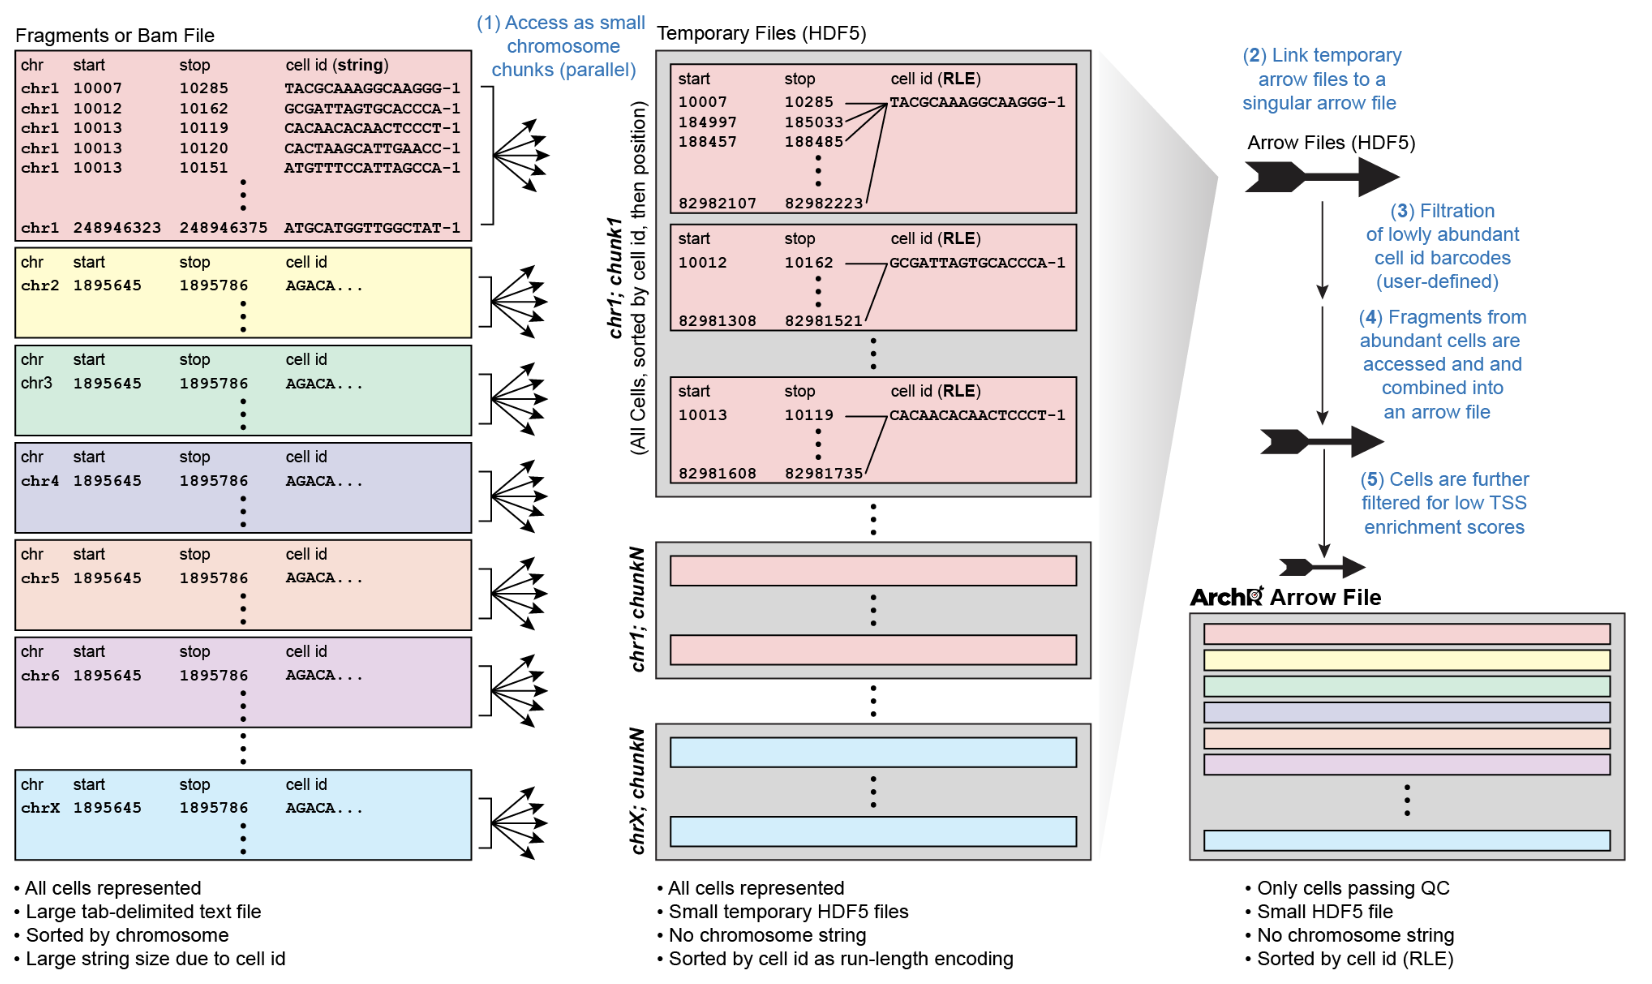 Fragments or Bam File
chr start stop cell id (string)
chr1 10007 10285 TACGCAAAGGCAAGGG-1
chr1 10012 10162 GCGATTAGTGCACCCA-1
chr1 10013 10119 CACAACACAACTCCCT-1
chr1 10013 10120 CACTAAGCATTGAACC-1
chr1 10013 10151 ATGTTTCCATTAGCCA-1
chr1 248946323 248946375 ATGCATGGTTGGCTAT-1
chr start stop cell id
chr2 1895645 1895786 AGACA...
chr start stop cell id
chr3 1895645 1895786 AGACA...
chr start stop cell id
chr4 1895645 1895786 AGACA...
chr start stop cell id
chr5 1895645 1895786 AGACA...
chr start stop cell id
chr6 1895645 1895786 AGACA...
chr start stop cell id
chrX 1895645 1895786 AGACA...
• All cells represented
• Large tab-delimited text file
• Sorted by chromosome
• Large string size due to cell id
(1) Access as small
chromosome
chunks (parallel)
Temporary Files (HDF5)
chr1; chunk1
(All Cells, sorted by cell id, then position)
start stop cell id (RLE)
10007 10285 TACGCAAAGGCAAGGG-1
184997 185033
188457 188485
82982107 82982223
start stop cell id (RLE)
10012 10162 GCGATTAGTGCACCCA-1
82981308 82981521
start stop cell id (RLE)
10013 10119 CACAACACAACTCCCT-1
82981608 82981735
chr1; chunkN
chrX; chunkN
• All cells represented
• Small temporary HDF5 files
• No chromosome string
• Sorted by cell id as run-length encoding
(2) Link temporary
arrow files to a
singular arrow file
Arrow Files (HDF5)
(3) Filtration
of lowly abundant
cell id barcodes
(user-defined)
(4) Fragments from
abundant cells are
accessed and and
combined into
an arrow file
(5) Cells are further
filtered for low TSS
enrichment scores
ArchR Arrow File
• Only cells passing QC
• Small HDF5 file
• No chromosome string
• Sorted by cell id (RLE)